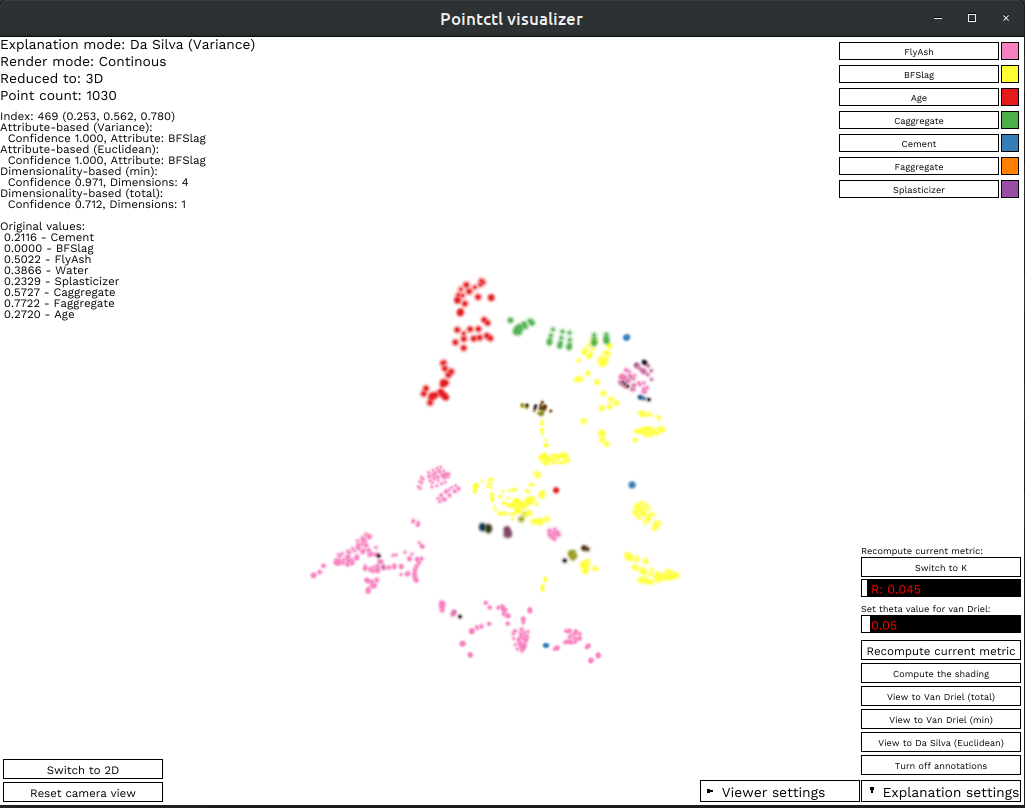 Pointctl visualizer
Explanation mode: Da Silva (Variance)
Render mode: Continous
Reduced to: 3D
Point count: 1030
Index: 469 (0.253, 0.562, 0.780)
Attribute-based (Variance):
Confidence 1.000, Attribute: BFSlag
Attribute-based (Euclidean):
Confidence 1.000, Attribute: BFSlag
Dimensionality-based (min):
Confidence 0.971, Dimensions: 4
Dimensionality-based (total):
Confidence 0.712, Dimensions: 1
Original values:
0.2116 - Cement
0.0000 - BFSlag
0.5022 - FlyAsh
0.3866 - Water
0.2329 - Splasticizer
0.5727 - Caggregate
0.7722 - Faggregate
0.2720 - Age
FlyAsh
BFSlag
Age
Caggregate
Cement
Faggregate
Splasticizer
Recompute current metric:
Switch to K
R: 0.045
Set theta value for van Driel:
0.05
Recompute current metric
Compute the shading
View to Van Driel (total)
View to Van Driel (min)
View to Da Silva (Euclidean)
Turn off annotations
Switch to 2D
Reset camera view
Viewer settings
Explanation settings